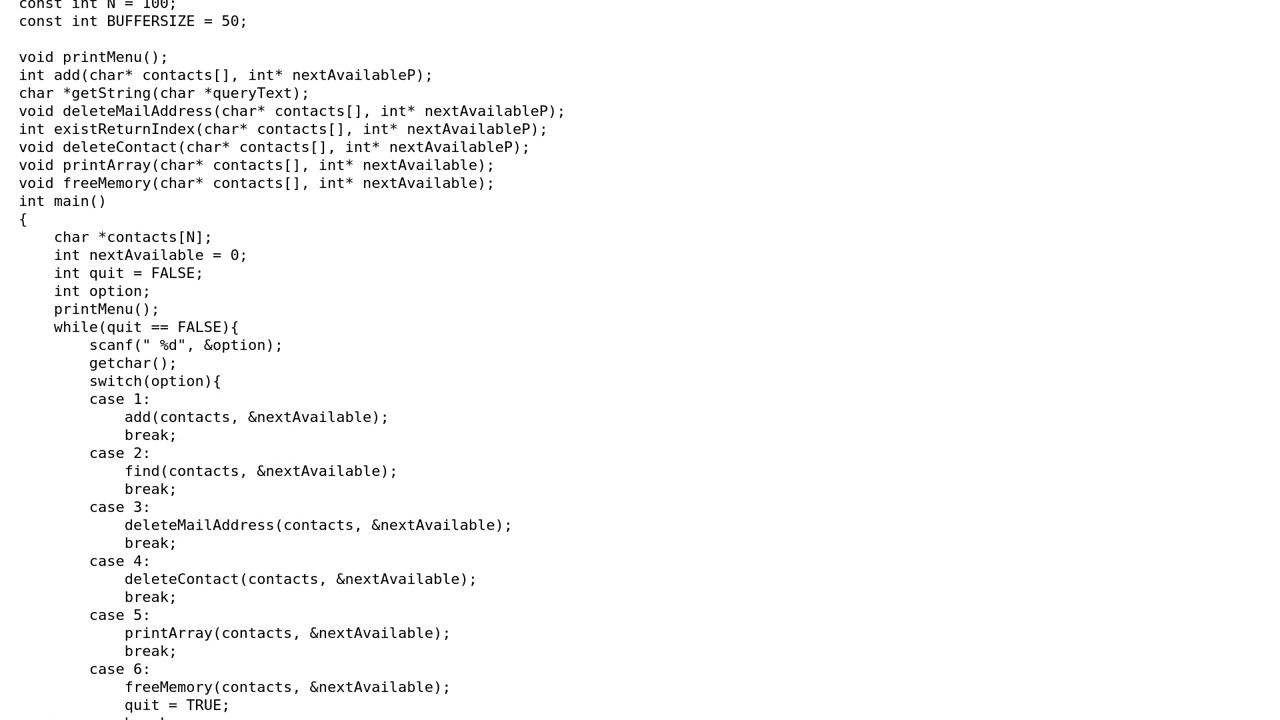 const int N = 100;
const int BUFFERSIZE = 50;

void printMenu();
int add(char* contacts[], int* nextAvailableP);
char *getString(char *queryText);
void deleteMailAddress(char* contacts[], int* nextAvailableP);
int existReturnIndex(char* contacts[], int* nextAvailableP);
void deleteContact(char* contacts[], int* nextAvailableP);
void printArray(char* contacts[], int* nextAvailable);
void freeMemory(char* contacts[], int* nextAvailable);
int main()
{
    char *contacts[N];
    int nextAvailable = 0;
    int quit = FALSE;
    int option;
    printMenu();
    while(quit == FALSE){
        scanf(" %d", &option);
        getchar();
        switch(option){
        case 1:
            add(contacts, &nextAvailable);
            break;
        case 2:
            find(contacts, &nextAvailable);
            break;
        case 3:
            deleteMailAddress(contacts, &nextAvailable);
            break;
        case 4:
            deleteContact(contacts, &nextAvailable);
            break;
        case 5:
            printArray(contacts, &nextAvailable);
            break;
        case 6:
            freeMemory(contacts, &nextAvailable);
            quit = TRUE;